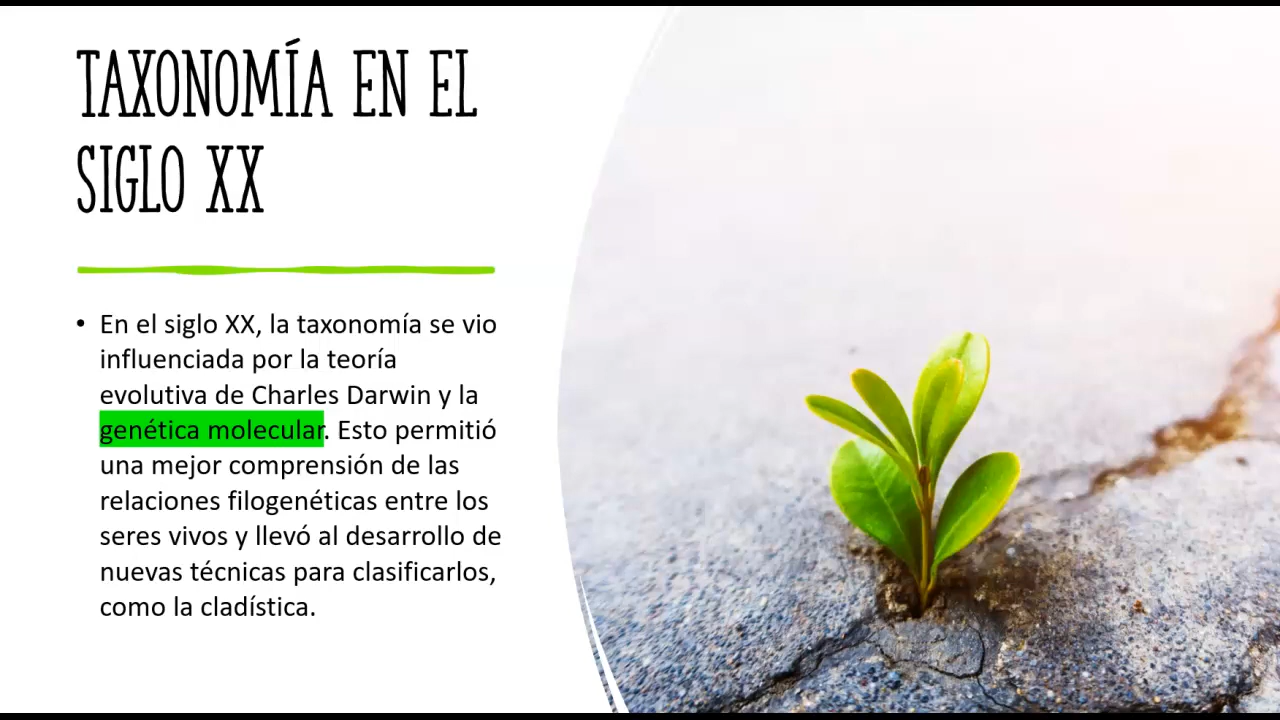 TAXONOMÍA EN EL
SIGLO XX
• En el siglo XX, la taxonomía se vio
influenciada por la teoría
evolutiva de Charles Darwin y la
genética molecular. Esto permitió
una mejor comprensión de las
relaciones filogenéticas entre los
seres vivos y llevó al desarrollo de
nuevas técnicas para clasificarlos,
como la cladística.